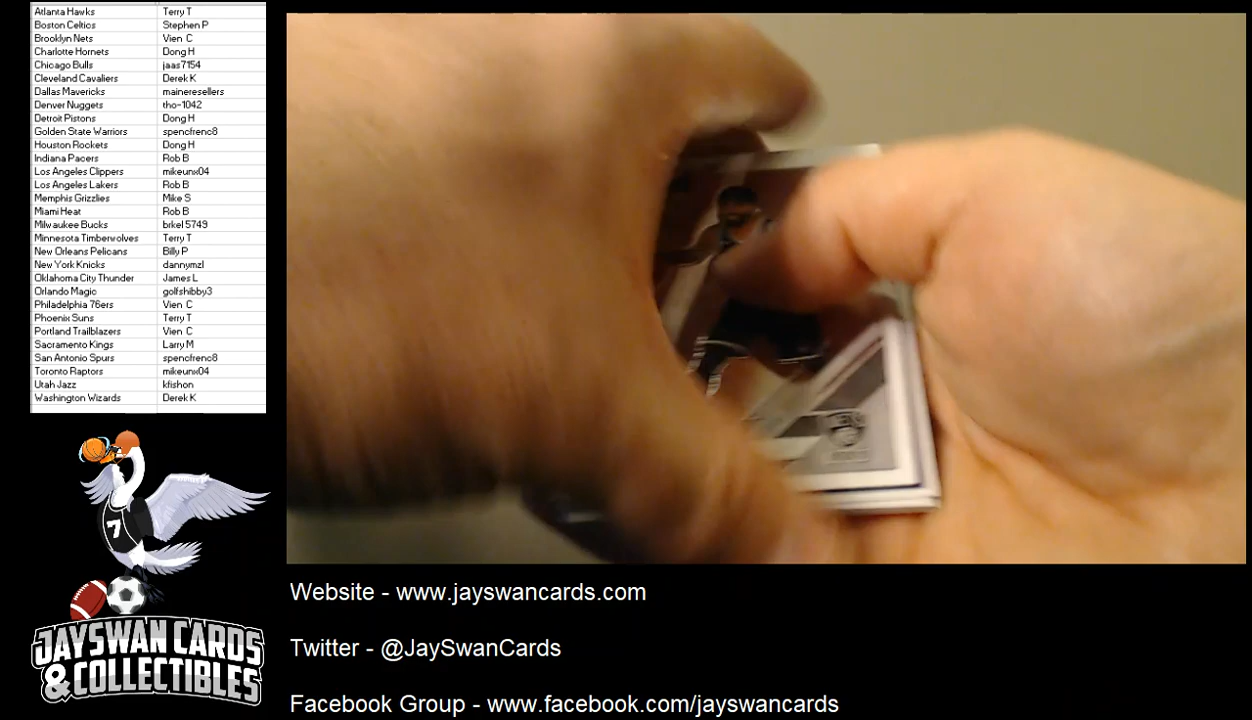 Atlanta Hawks Terry T
Boston Celtics Stephen P
Brooklyn Nets Vien C
Charlotte Hornets Dong H
Chicago Bulls jaas7154
Cleveland Cavaliers Derek K
Dallas Mavericks maineresellers
Denver Nuggets tho-1042
Detroit Pistons Dong H
Golden State Warriors spencfrenc8
Houston Rockets Dong H
Indiana Pacers Rob B
Los Angeles Clippers mikeunx04
Los Angeles Lakers Rob B
Memphis Grizzlies Mike S
Miami Heat Rob B
Milwaukee Bucks brkel5749
Minnesota Timberwolves Terry T
New Orleans Pelicans Billy P
New York Knicks dannymzl
Oklahoma City Thunder James L
Orlando Magic golfshibby3
Philadelphia 76ers Vien C
Phoenix Suns Terry T
Portland Trailblazers Vien C
Sacramento Kings Larry M
San Antonio Spurs spencfrenc8
Toronto Raptors mikeunx04
Utah Jazz kfishon
Washington Wizards Derek K
7
JAYSWAN CARDS
& COLLECTIBLES
Website - www.jayswancards.com
Twitter - @JaySwanCards
Facebook Group - www.facebook.com/jayswancards